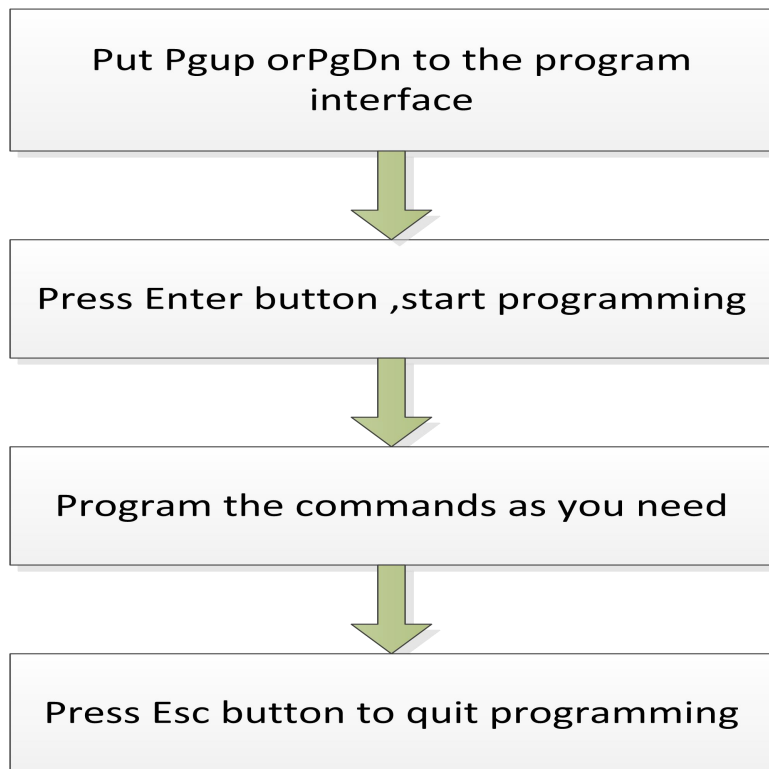 Put Pgup orPgDn to the program
interface
Press Enter button ,start programming
Program the commands as you need
Press Esc button to quit programming